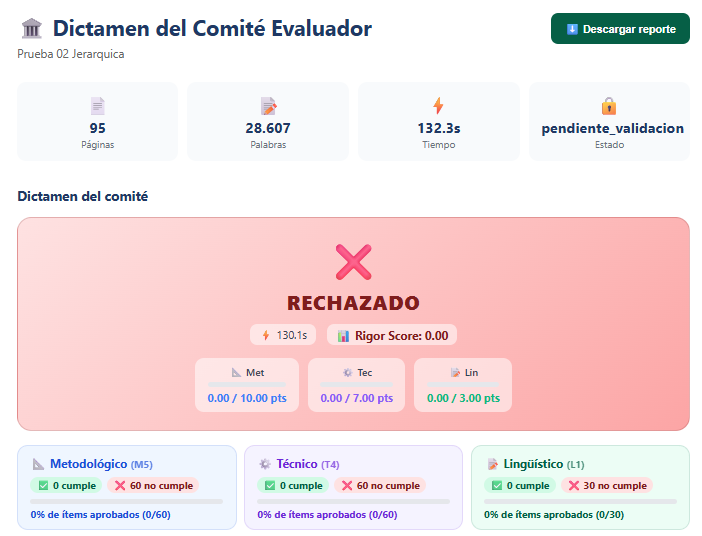 Dictamen del Comité Evaluador
Descargar reporte
Prueba 02 Jerarquica
95
Páginas
28.607
Palabras
132.3s
Tiempo
pendiente_validacion
Estado
Dictamen del comité
RECHAZADO
130.1s
Rigor Score: 0.00
Met
0.00 / 10.00 pts
Tec
0.00 / 7.00 pts
Lin
0.00 / 3.00 pts
Metodológico (M5)
0 cumple
60 no cumple
0% de ítems aprobados (0/60)
Técnico (T4)
0 cumple
60 no cumple
0% de ítems aprobados (0/60)
Lingüístico (L1)
0 cumple
30 no cumple
0% de ítems aprobados (0/30)